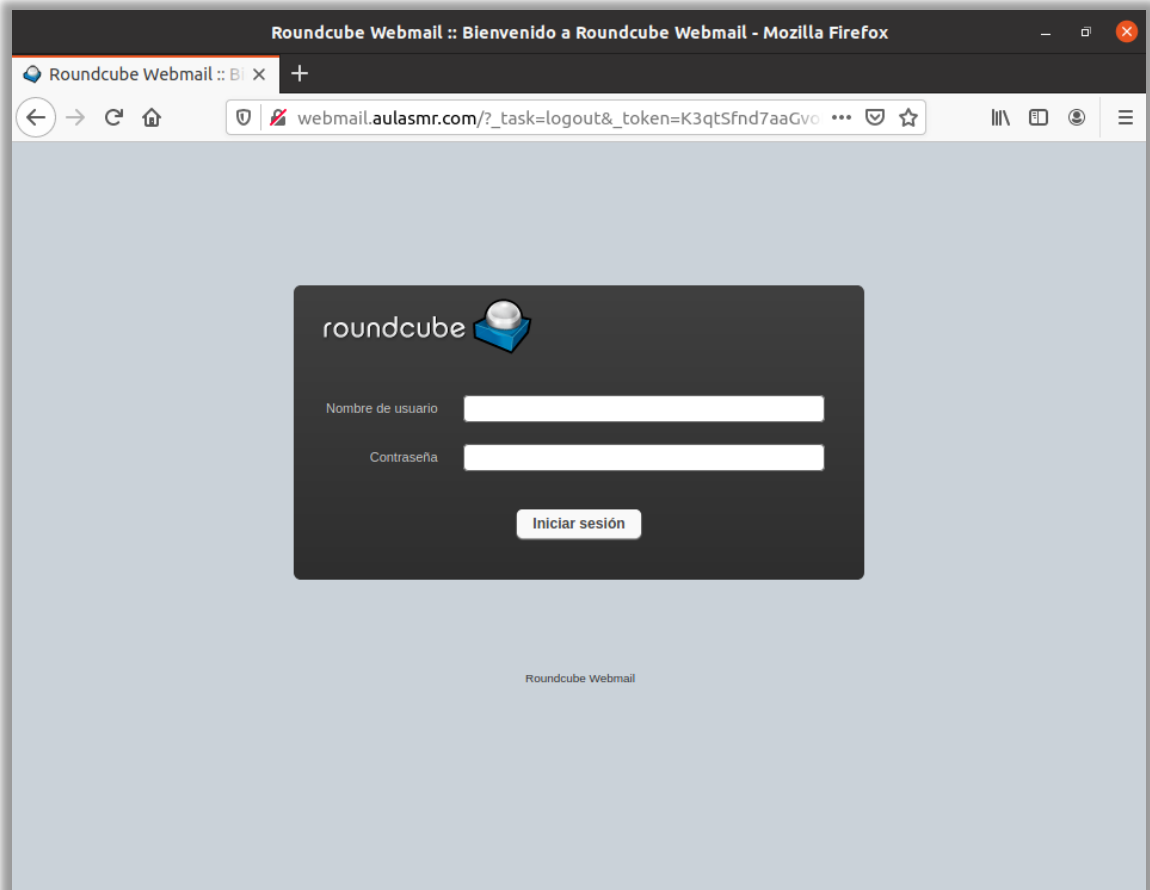 Roundcube Webmail :: Bienvenido a Roundcube Webmail - Mozilla Firefox
Roundcube Webmail :: Bi
webmail.aulasmr.com/?_task=logout&_token=K3qtSfnd7aaGvo
roundcube
Nombre de usuario
Contraseña
Iniciar sesión
Roundcube Webmail